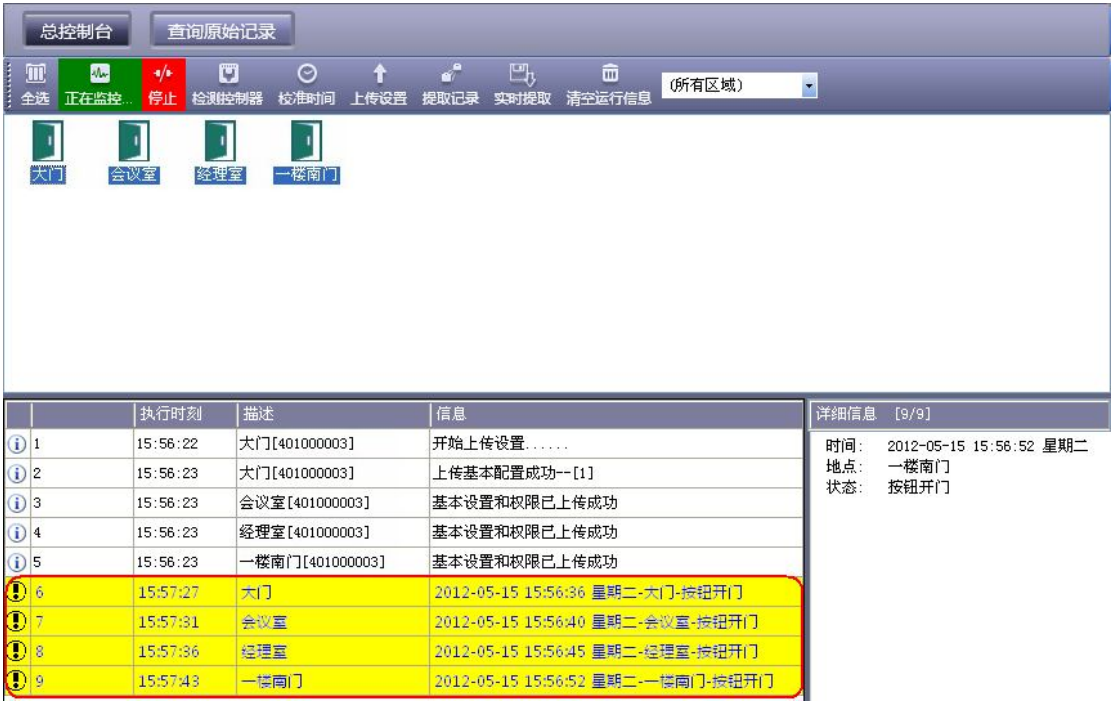 总控制台 查询原始记录
全选 正在监控... 停止 检测控制器 校准时间 上传设置 提取记录 实时提取 清空运行信息 (所有区域)
大门 会议室 经理室 一楼南门
执行时刻 描述 信息
1 15:56:22 大门[401000003] 开始上传设置......
2 15:56:23 大门[401000003] 上传基本配置成功--[1]
3 15:56:23 会议室[401000003] 基本设置和权限已上传成功
4 15:56:23 经理室[401000003] 基本设置和权限已上传成功
5 15:56:23 一楼南门[401000003] 基本设置和权限已上传成功
6 15:57:27 大门 2012-05-15 15:56:36 星期二-大门-按钮开门
7 15:57:31 会议室 2012-05-15 15:56:40 星期二-会议室-按钮开门
8 15:57:36 经理室 2012-05-15 15:56:45 星期二-经理室-按钮开门
9 15:57:43 一楼南门 2012-05-15 15:56:52 星期二-一楼南门-按钮开门
详细信息 [9/9]
时间: 2012-05-15 15:56:52 星期二
地点: 一楼南门
状态: 按钮开门